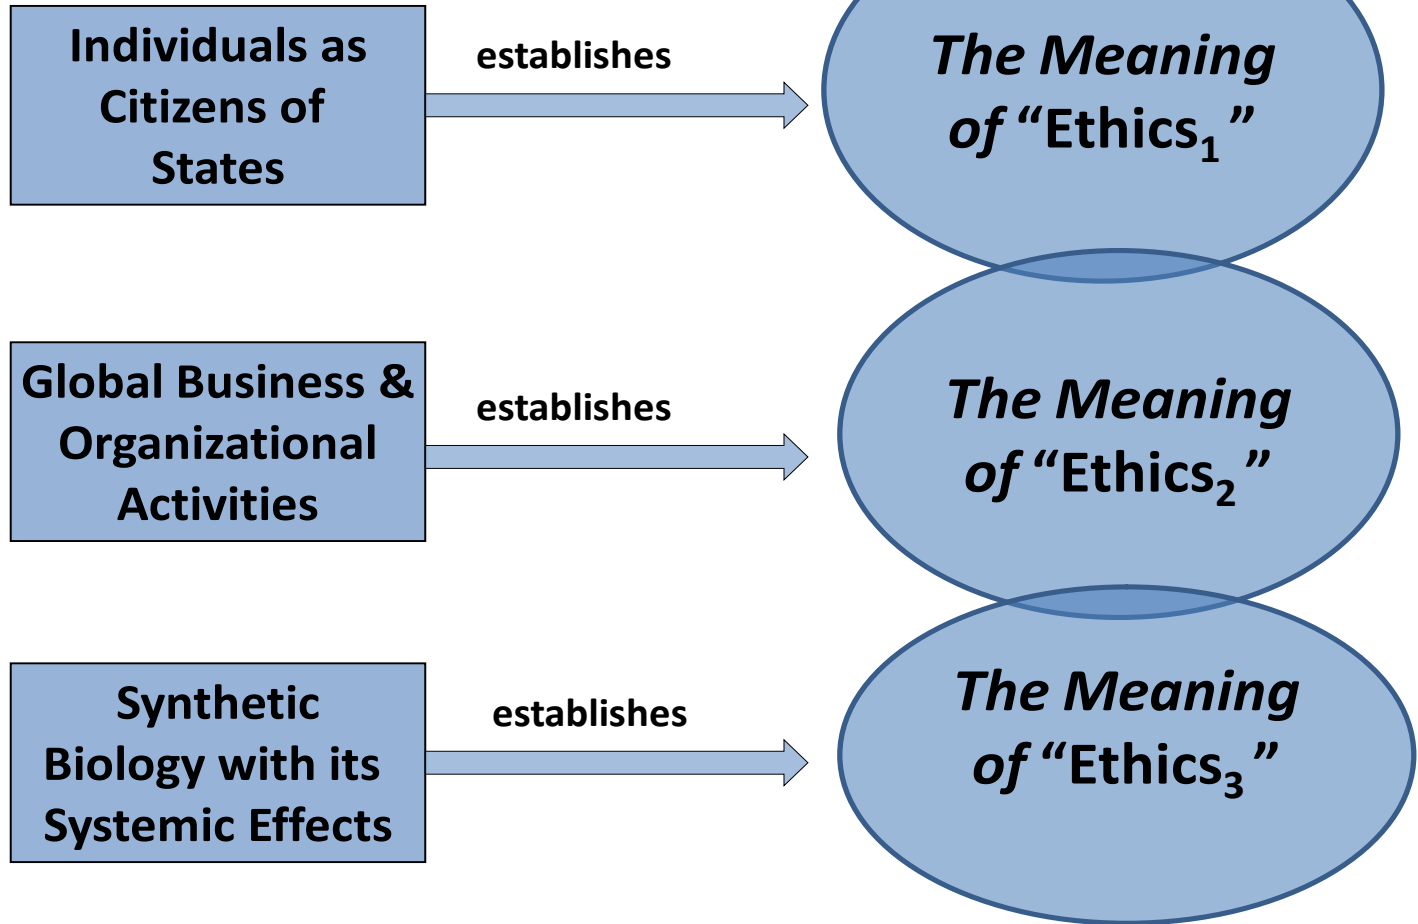 Individuals as
Citizens of
States
establishes
The Meaning
of “Ethics₁”
Global Business &
Organizational
Activities
establishes
The Meaning
of “Ethics₂”
Synthetic
Biology with its
Systemic Effects
establishes
The Meaning
of “Ethics₃”